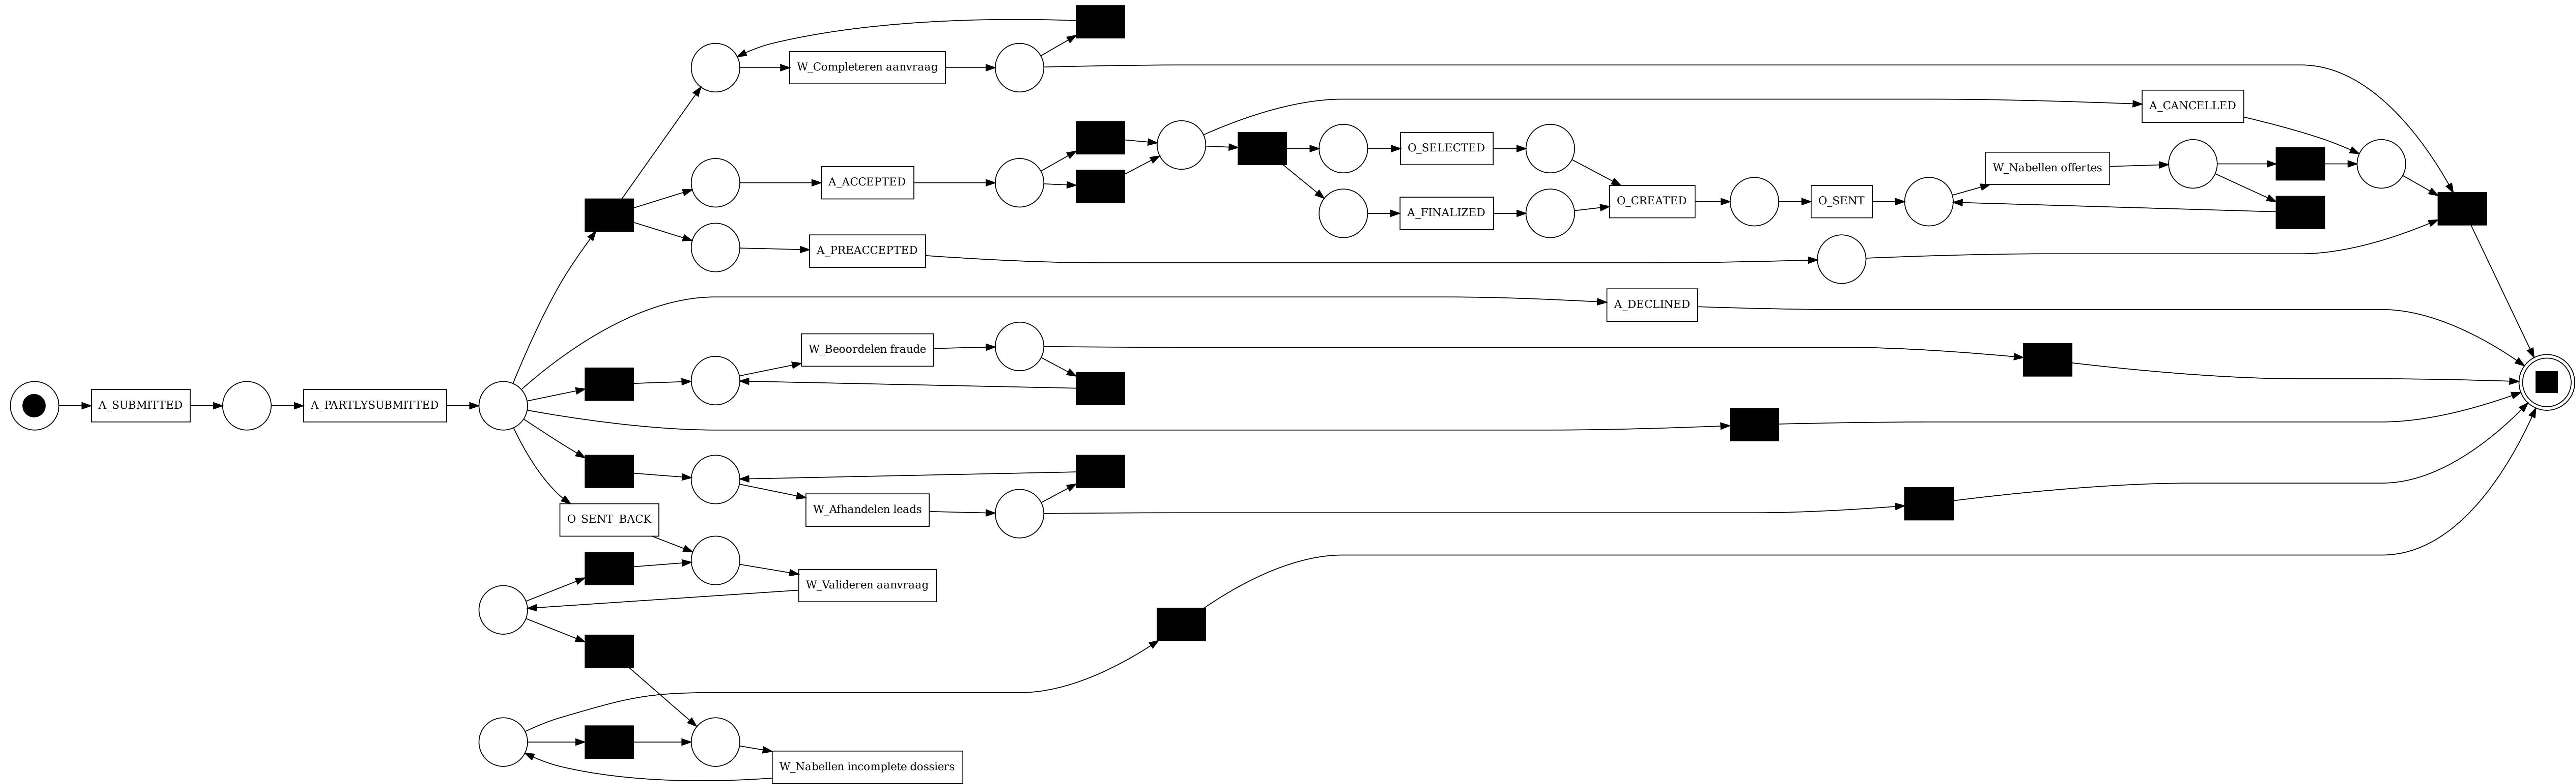 W_Completeren aanvraag
A_CANCELLED
O_SELECTED
W_Nabellen offertes
A_ACCEPTED
O_CREATED
O_SENT
A_FINALIZED
A_PREACCEPTED
A_DECLINED
W_Beoordelen fraude
A_SUBMITTED
A_PARTLYSUBMITTED
W_Afhandelen leads
O_SENT_BACK
W_Valideren aanvraag
W_Nabellen incomplete dossiers